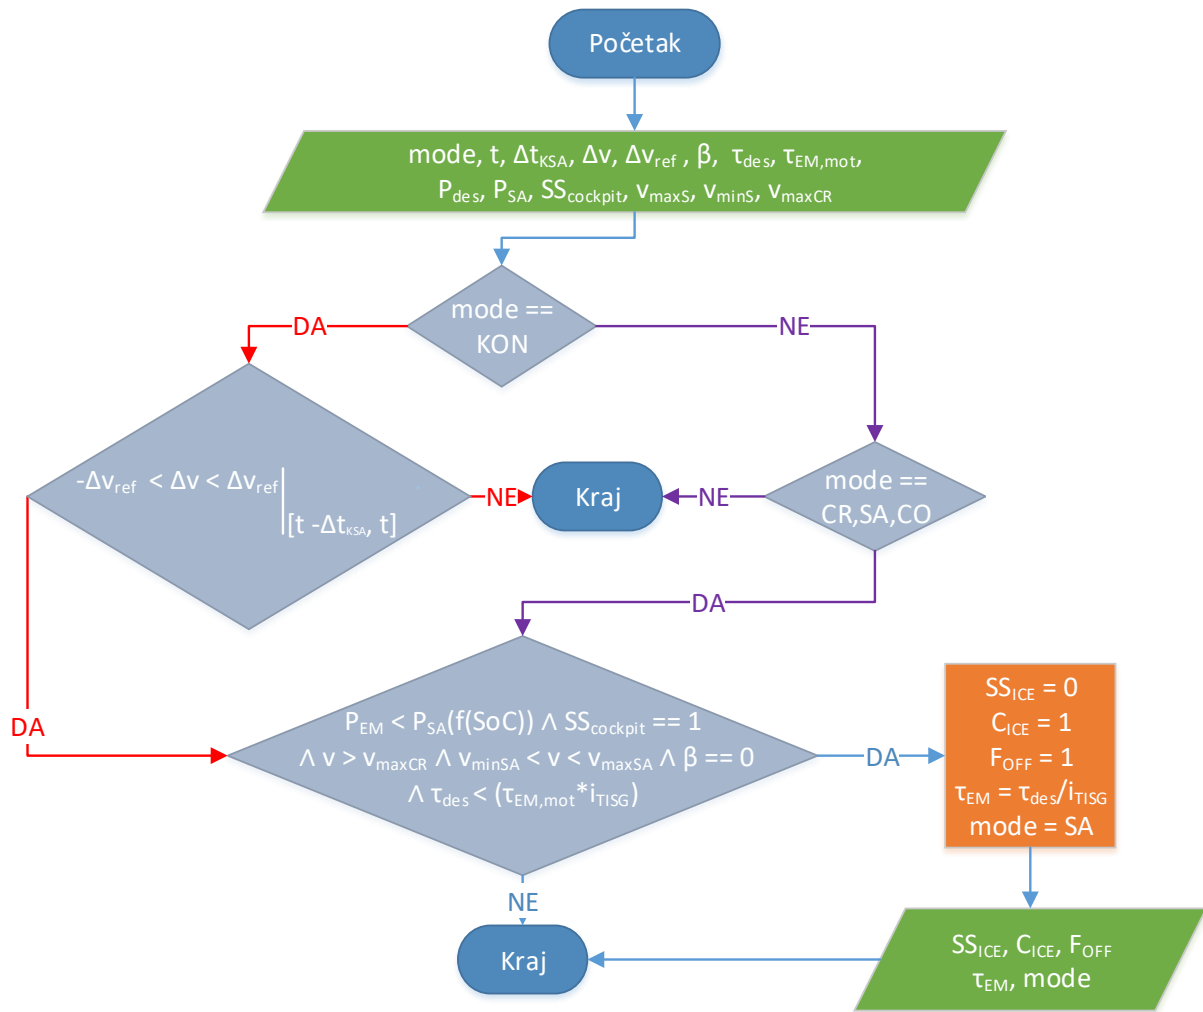 Početak
mode, t, Δt_KSA, Δv, Δv_ref , β, τ_des, τ_EM,mot,
P_des, P_SA, SS_cockpit, v_maxS, v_minS, v_maxCR
mode ==
KON
DA
NE
-Δv_ref < Δv < Δv_ref|
[t -Δt_KSA, t]
NE
Kraj
NE
mode ==
CR,SA,CO
DA
DA
P_EM < P_SA(f(SoC)) ∧ SS_cockpit == 1
∧ v > v_maxCR ∧ v_minSA < v < v_maxSA ∧ β == 0
∧ τ_des < (τ_EM,mot*i_TISG)
DA
SS_ICE = 0
C_ICE = 1
F_OFF = 1
τ_EM = τ_des/i_TISG
mode = SA
NE
Kraj
SS_ICE, C_ICE, F_OFF
τ_EM, mode